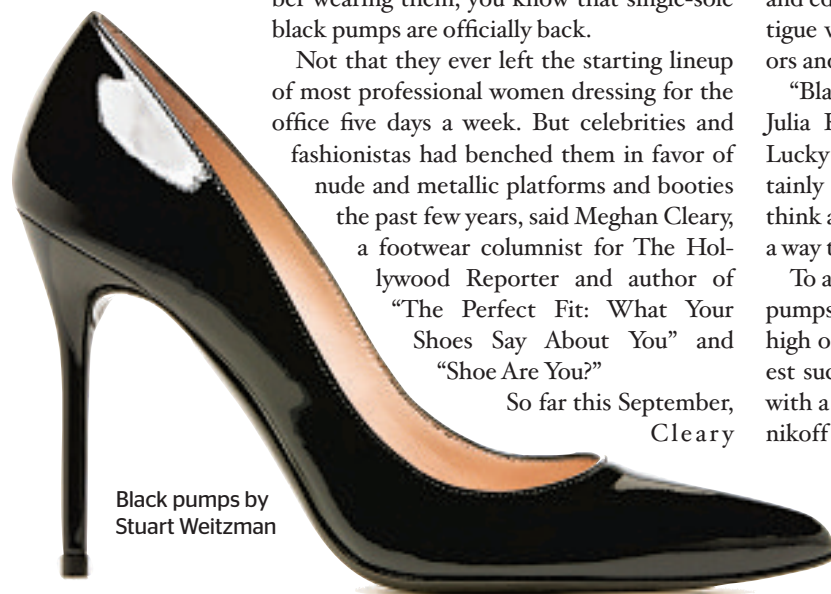 ber wearing them, you know that single-sole
black pumps are officially back.
Not that they ever left the starting lineup
of most professional women dressing for the
office five days a week. But celebrities and
fashionistas had benched them in favor of
nude and metallic platforms and booties
the past few years, said Meghan Cleary,
a footwear columnist for The Hol-
lywood Reporter and author of
“The Perfect Fit: What Your
Shoes Say About You” and
“Shoe Are You?”
So far this September,
Cleary
Black pumps by
Stuart Weitzman
and
tigue
ors
“Bla
Julia
Lucky
tainly
think a
a way t
To a
pumps
high o
est suc
with a
nikoff